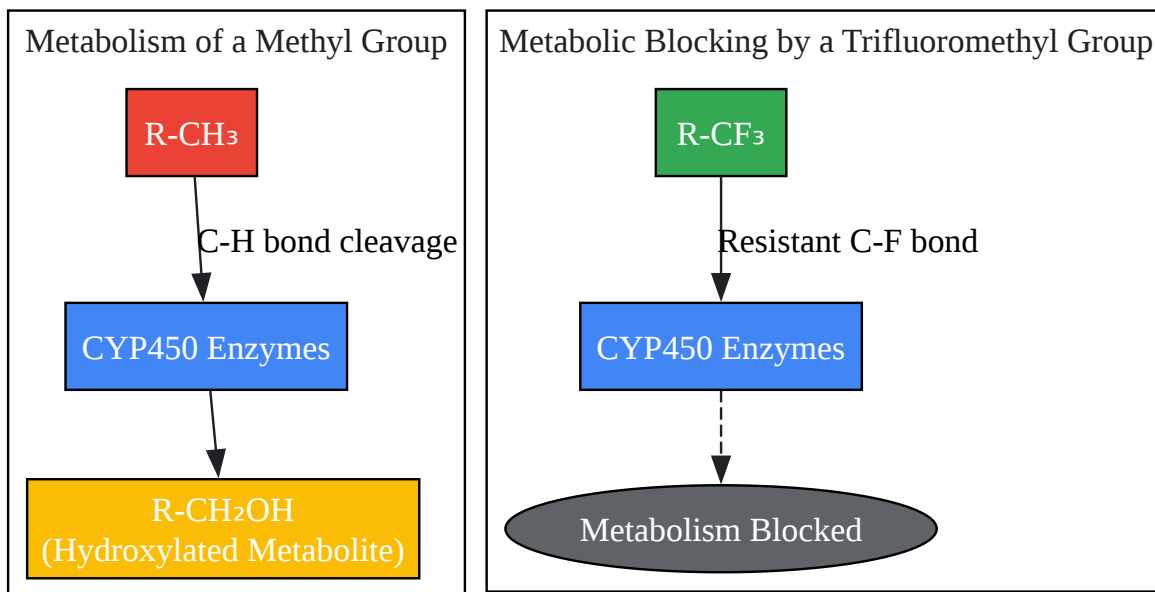 Metabolism of a Methyl Group
R-CH₃
C-H bond cleavage
CYP450 Enzymes
R-CH₂OH
(Hydroxylated Metabolite)
Metabolic Blocking by a Trifluoromethyl Group
R-CF₃
Resistant C-F bond
CYP450 Enzymes
Metabolism Blocked